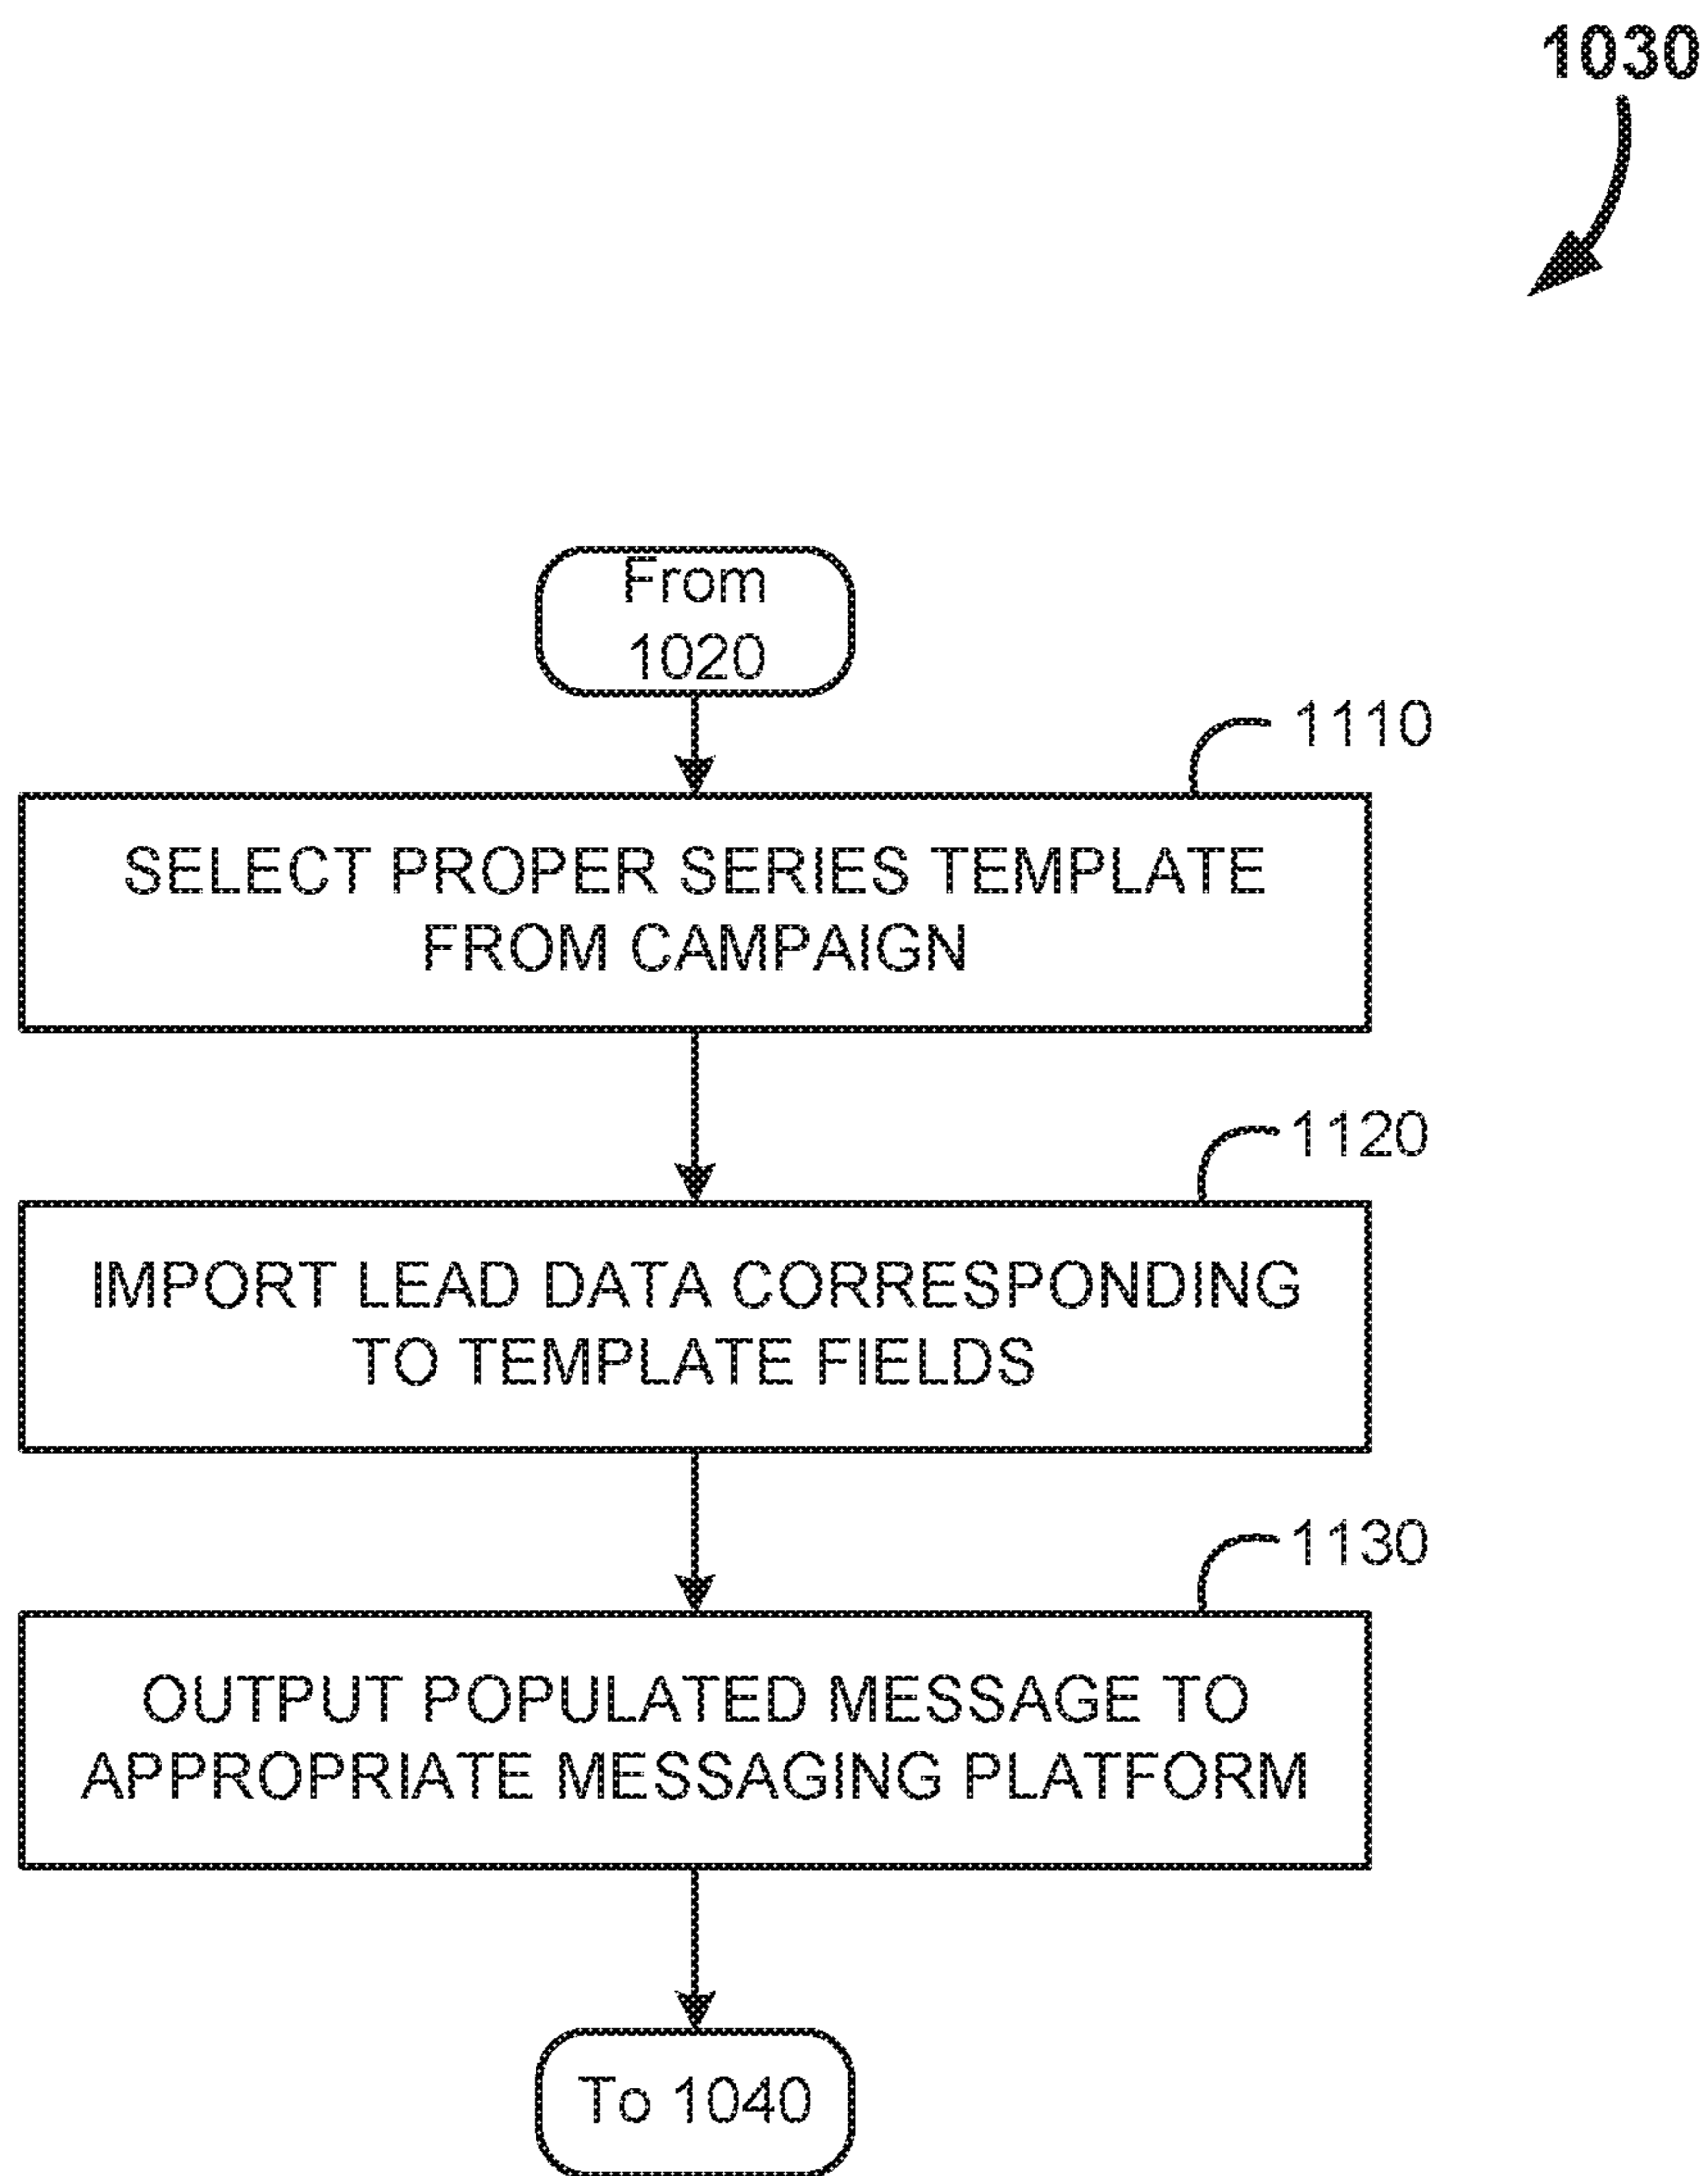 1030
From
1020
1110
SELECT PROPER SERIES TEMPLATE
FROM CAMPAIGN
1120
IMPORT LEAD DATA CORRESPONDING
TO TEMPLATE FIELDS
1130
OUTPUT POPULATED MESSAGE TO
APPROPRIATE MESSAGING PLATFORM
To 1040